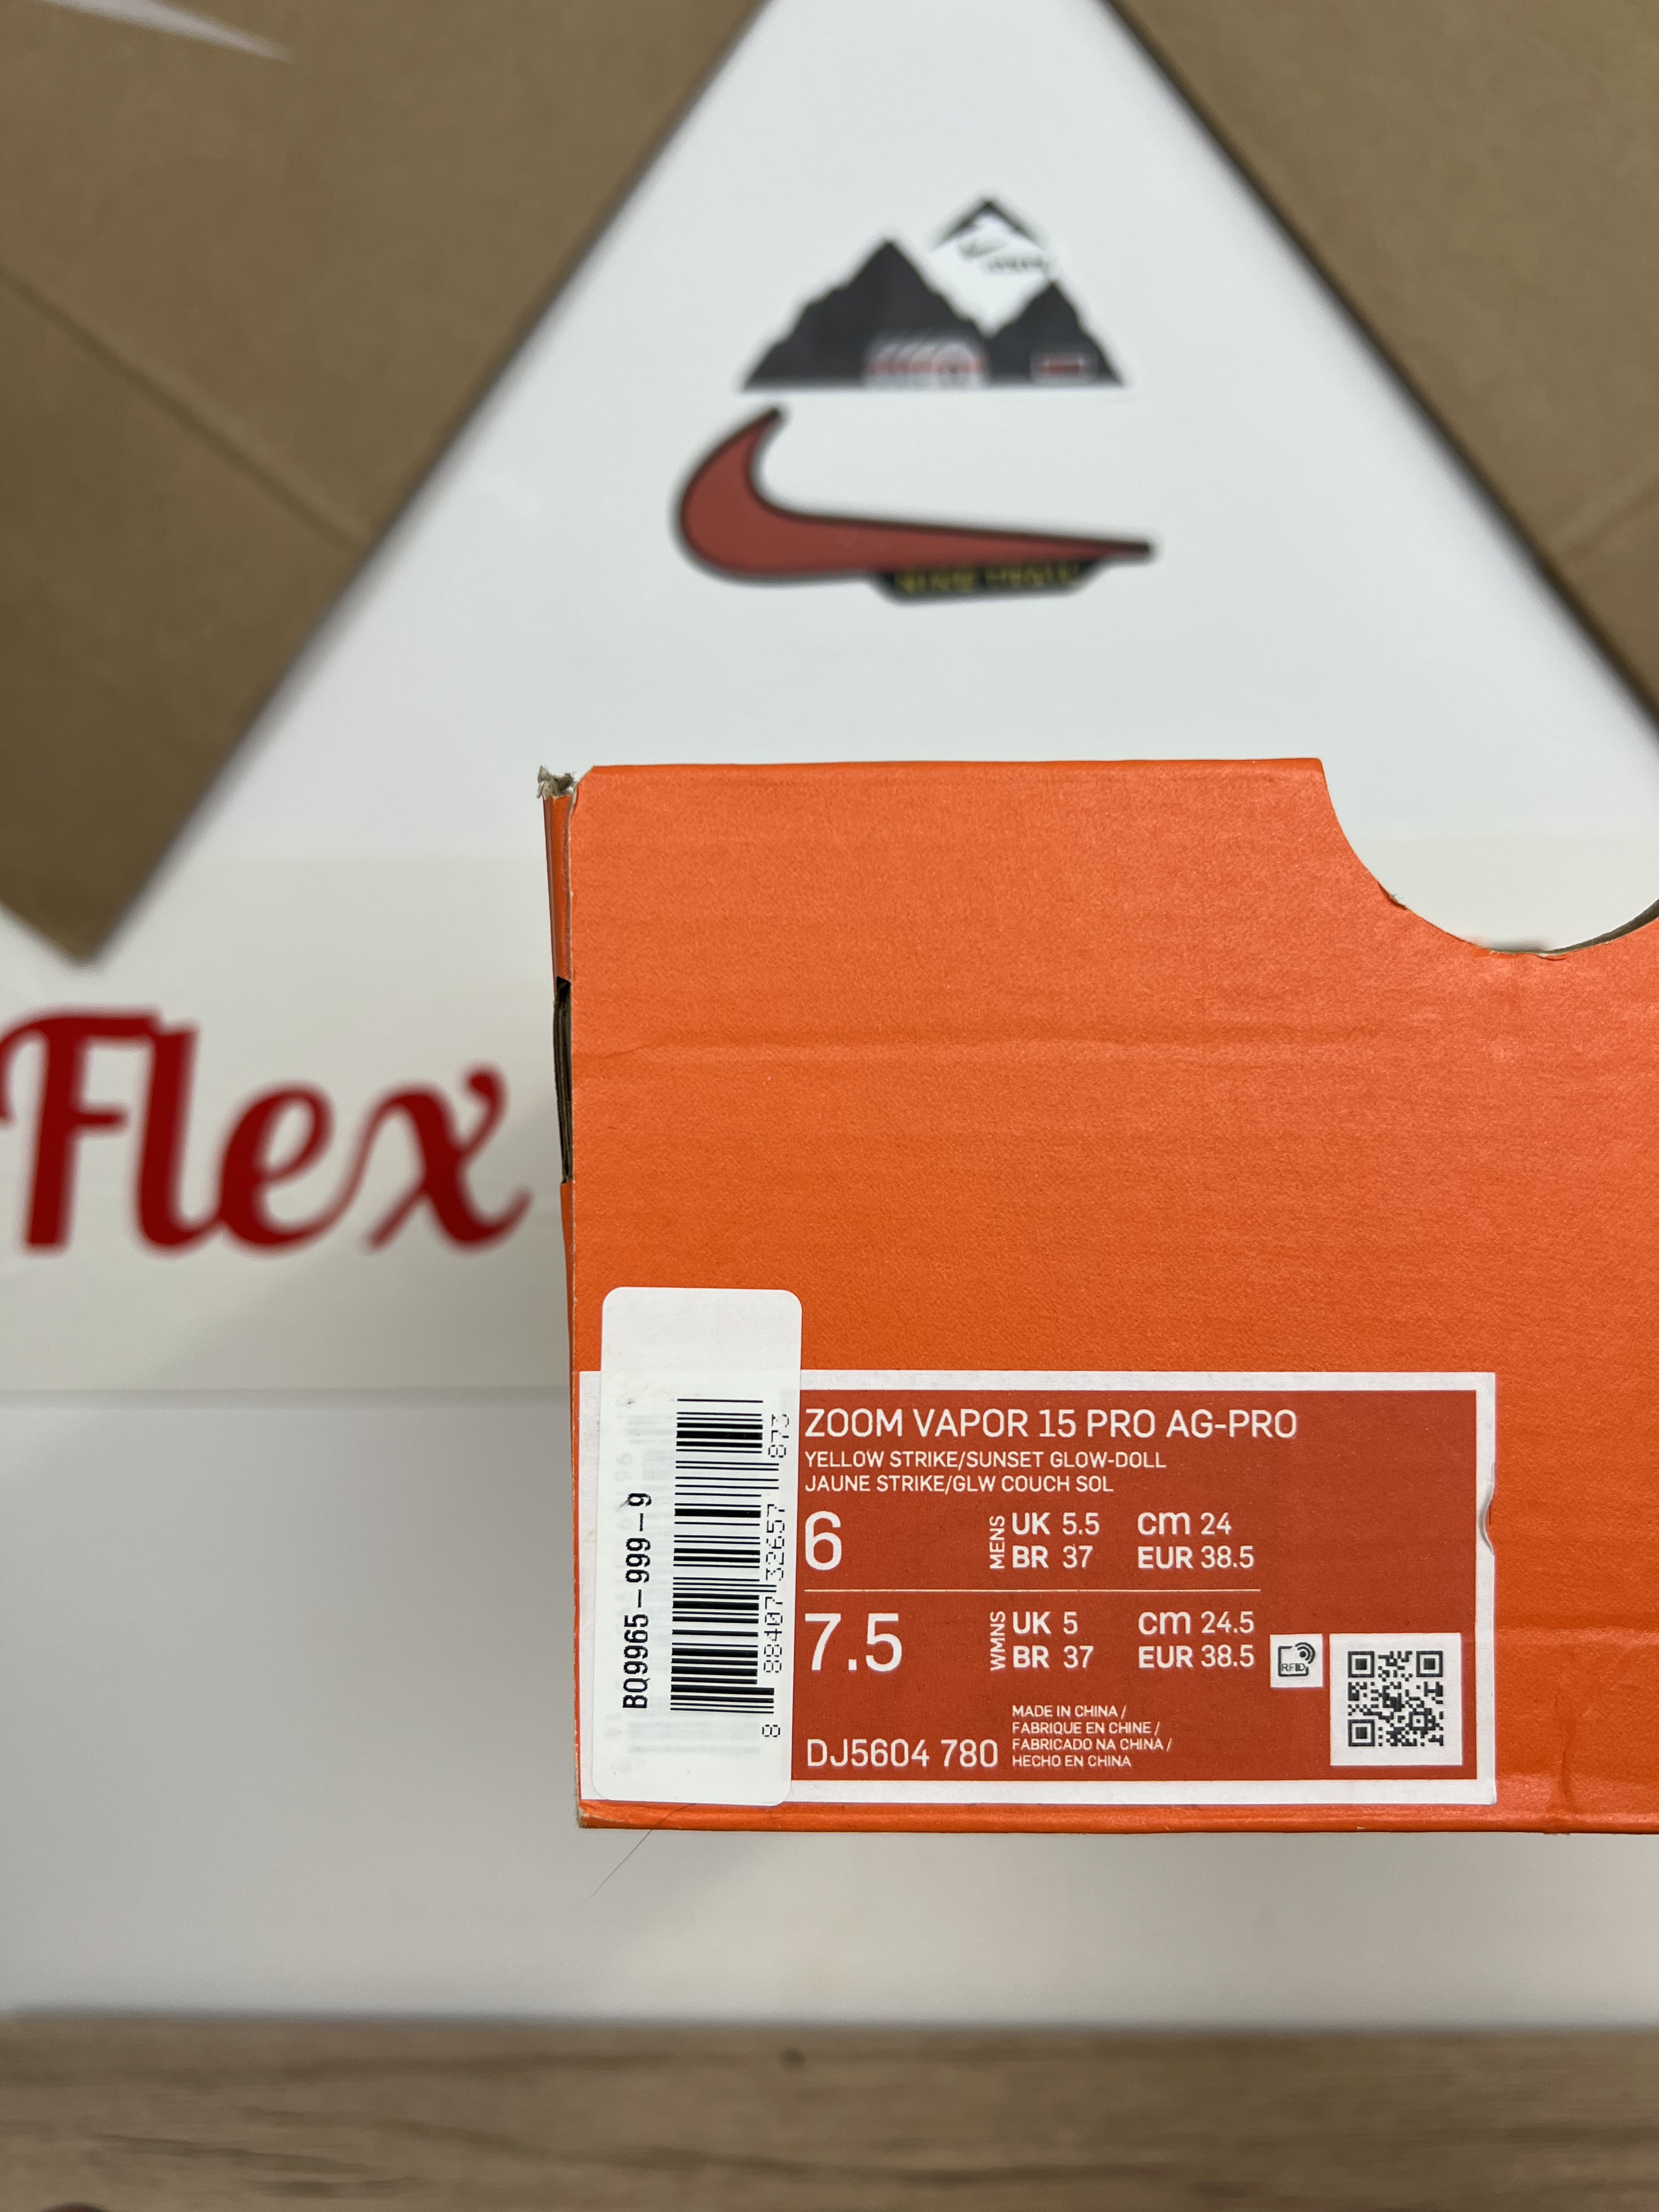 Flex
BQ9965-999-9
8 88407 32657 873
ZOOM VAPOR 15 PRO AG-PRO
YELLOW STRIKE/SUNSET GLOW-DOLL
JAUNE STRIKE/GLW COUCH SOL
6 MENS UK 5.5 cm 24
BR 37 EUR 38.5
7.5 WMNS UK 5 cm 24.5
BR 37 EUR 38.5
RFID
DJ5604 780
MADE IN CHINA /
FABRIQUE EN CHINE /
FABRICADO NA CHINA /
HECHO EN CHINA